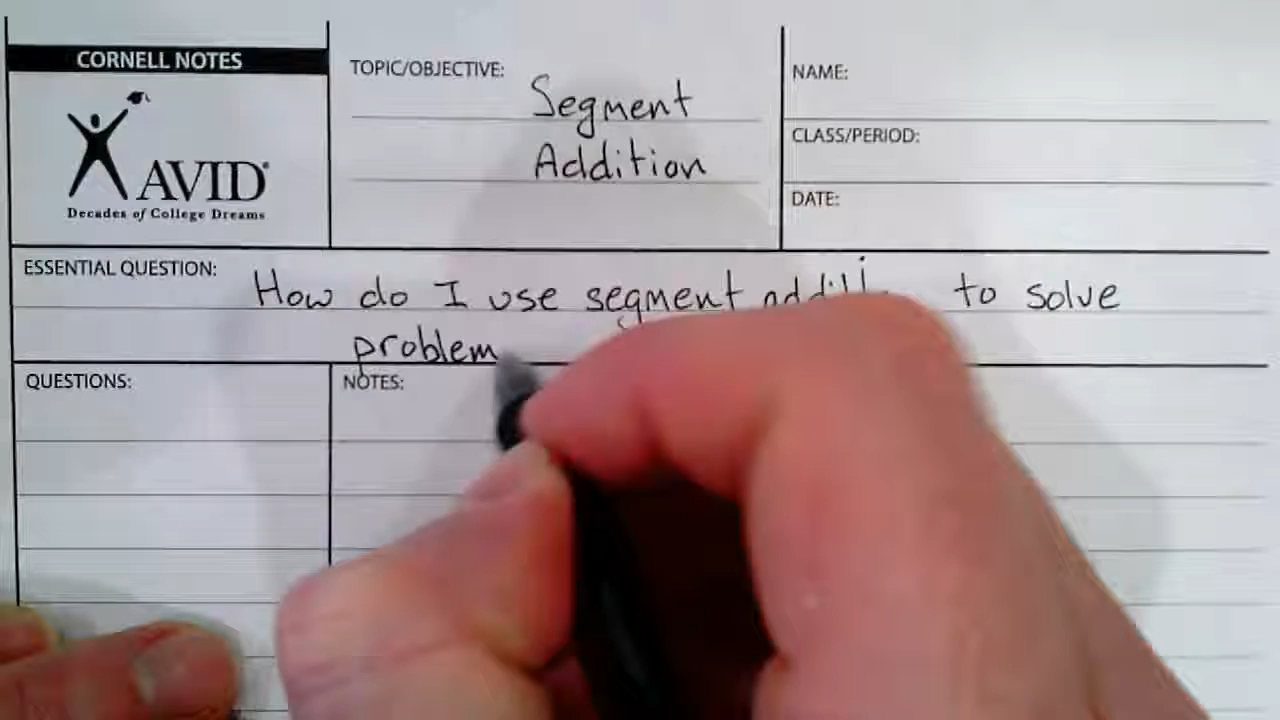 CORNELL NOTES
AVID®
Decades of College Dreams
TOPIC/OBJECTIVE: Segment
Addition
NAME:
CLASS/PERIOD:
DATE:
ESSENTIAL QUESTION: How do I use segment to solve
problem
QUESTIONS:
NOTES: